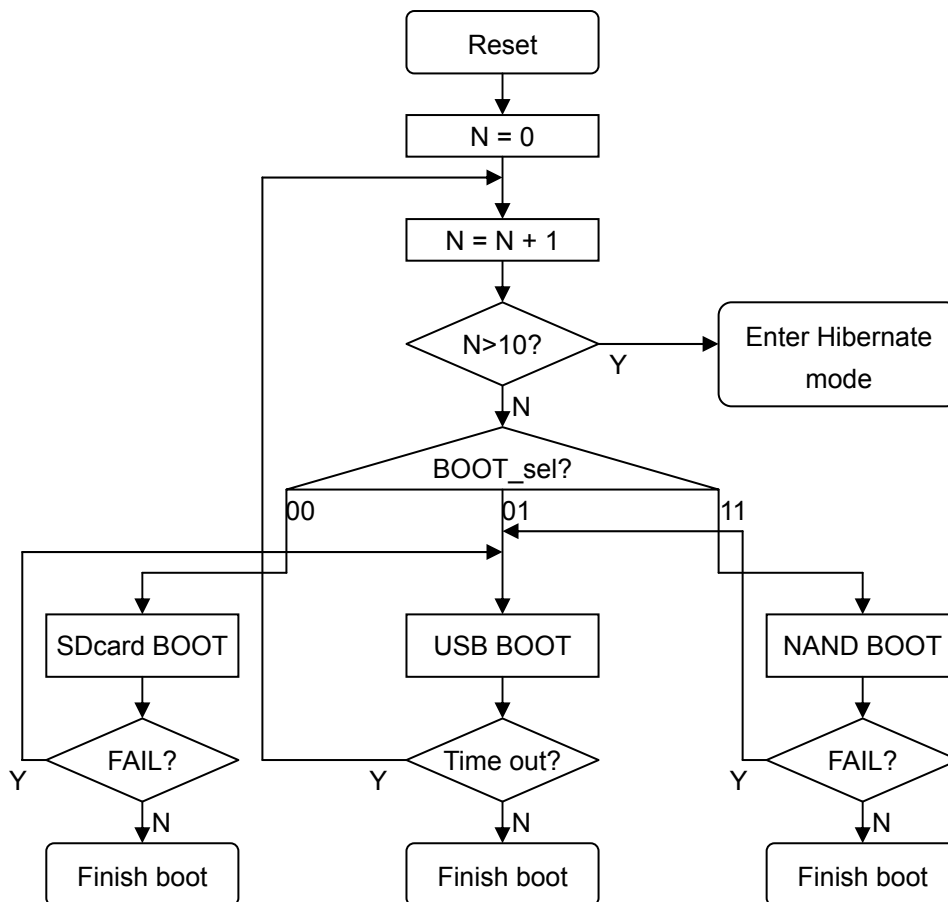 Reset
N = 0
N = N + 1
N>10?
Y
Enter Hibernate
mode
N
BOOT_sel?
00
01
11
SDcard BOOT
USB BOOT
NAND BOOT
FAIL?
Time out?
FAIL?
Y
Y
Y
N
N
N
Finish boot
Finish boot
Finish boot